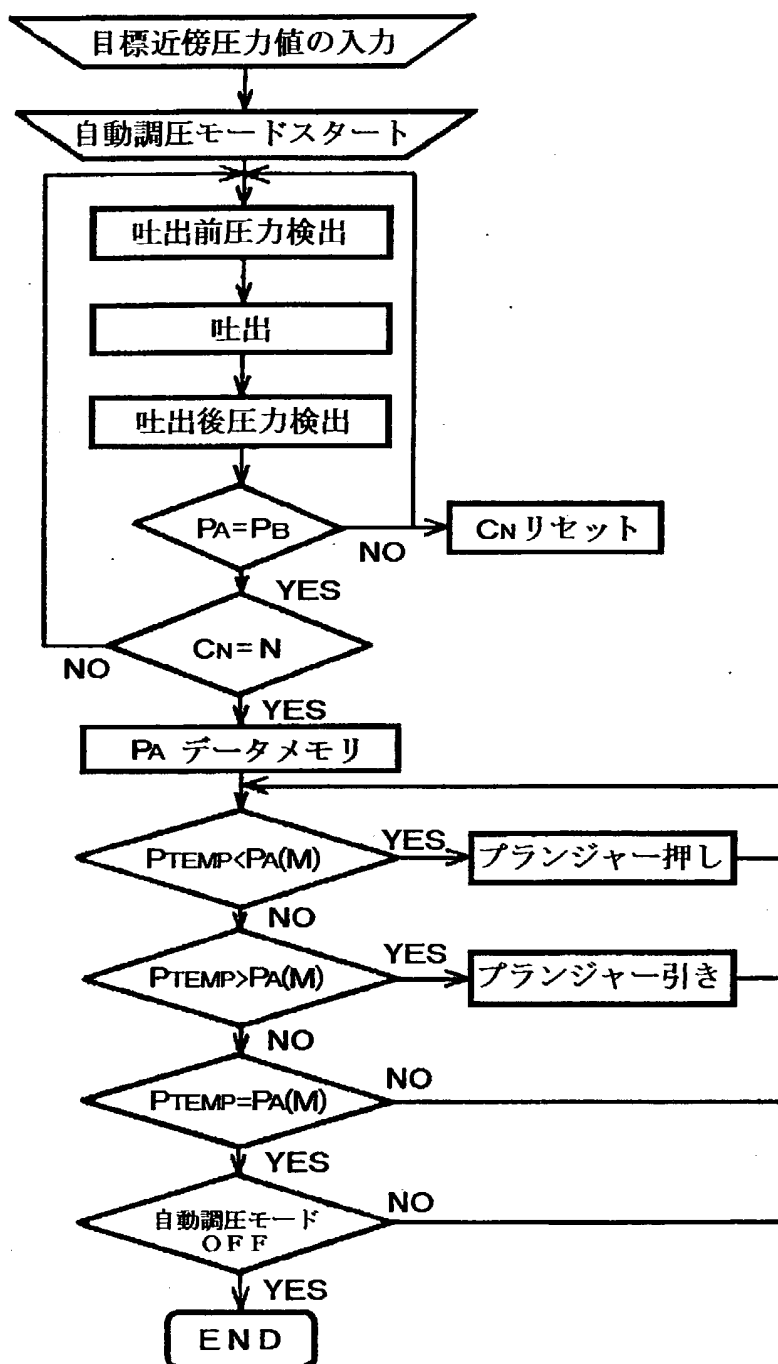 目標近傍圧力値の入力
自動調圧モードスタート
吐出前圧力検出
吐出
吐出後圧力検出
PA=PB
NO
CNリセット
YES
CN=N
NO
YES
PA データメモリ
PTEMP<PA(M)
YES
プランジャー押し
NO
PTEMP>PA(M)
YES
プランジャー引き
NO
PTEMP=PA(M)
NO
YES
自動調圧モード
OFF
NO
YES
END